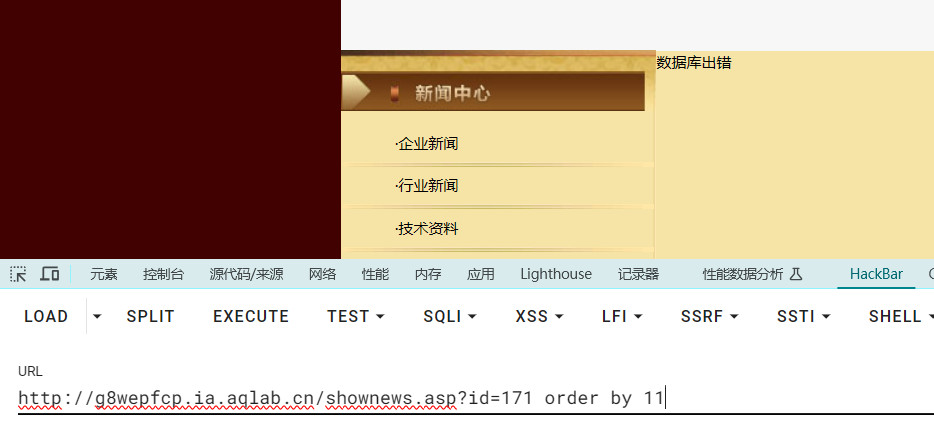 数据库出错
新闻中心
·企业新闻
·行业新闻
·技术资料
元素 控制台 源代码/来源 网络 性能 内存 应用 Lighthouse 记录器 性能数据分析 HackBar
LOAD SPLIT EXECUTE TEST SQLI XSS LFI SSRF SSTI SHELL
URL
http://g8wepfcp.ia.aqlab.cn/shownews.asp?id=171 order by 11